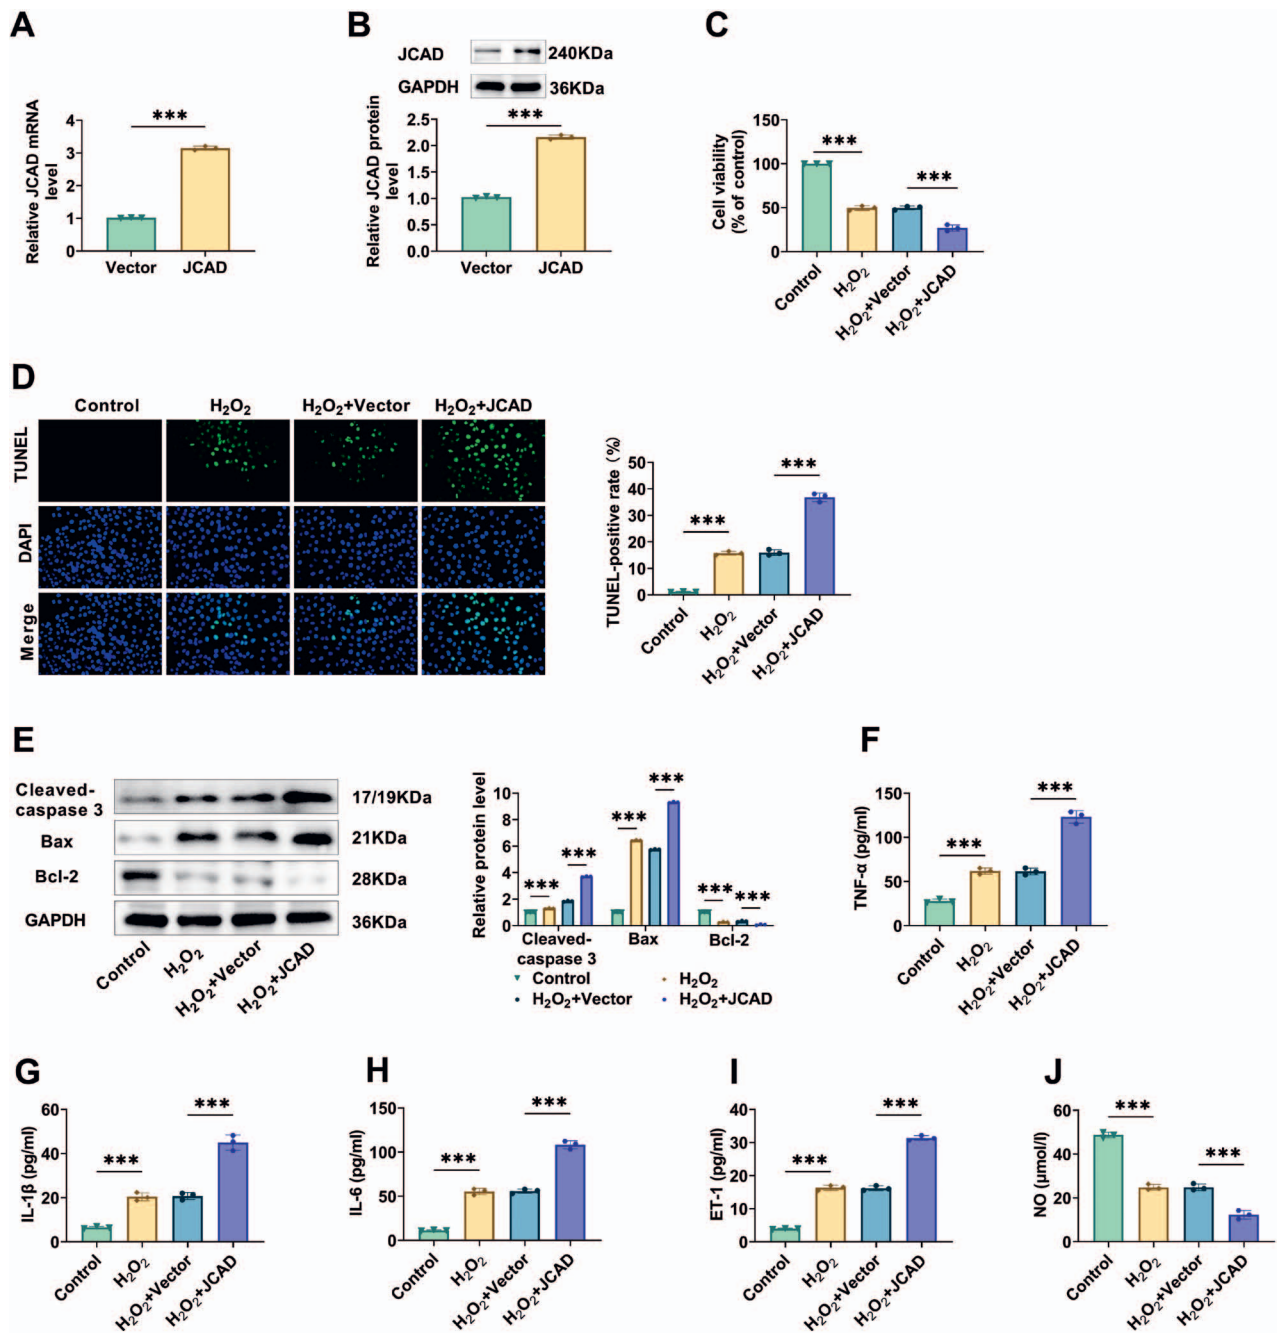 A
Relative JCAD mRNA
level
4
3
2
1
0
***
Vector
JCAD
B
JCAD
240KDa
GAPDH
36KDa
Relative JCAD protein
level
2.5
2.0
1.5
1.0
0.5
0.0
***
Vector
JCAD
C
Cell viability
(% of control)
150
100
50
0
***
***
Control
H₂O₂
H₂O₂+Vector
H₂O₂+JCAD
D
Control
H₂O₂
H₂O₂+Vector
H₂O₂+JCAD
TUNEL
DAPI
Merge
TUNEL-positive rate (%)
50
40
30
20
10
0
***
***
Control
H₂O₂
H₂O₂+Vector
H₂O₂+JCAD
E
Cleaved-
caspase 3
17/19KDa
Bax
21KDa
Bcl-2
28KDa
GAPDH
36KDa
Control
H₂O₂
H₂O₂+Vector
H₂O₂+JCAD
Relative protein level
10
8
6
4
2
0
***
***
***
***
***
***
Cleaved-
caspase 3
Bax
Bcl-2
Control
H₂O₂
H₂O₂+Vector
H₂O₂+JCAD
F
TNF-α (pg/ml)
150
100
50
0
***
***
Control
H₂O₂
H₂O₂+Vector
H₂O₂+JCAD
G
IL-1β (pg/ml)
60
40
20
0
***
***
Control
H₂O₂
H₂O₂+Vector
H₂O₂+JCAD
H
IL-6 (pg/ml)
150
100
50
0
***
***
Control
H₂O₂
H₂O₂+Vector
H₂O₂+JCAD
I
ET-1 (pg/ml)
40
30
20
10
0
***
***
Control
H₂O₂
H₂O₂+Vector
H₂O₂+JCAD
J
NO (μmol/l)
60
40
20
0
***
***
Control
H₂O₂
H₂O₂+Vector
H₂O₂+JCAD